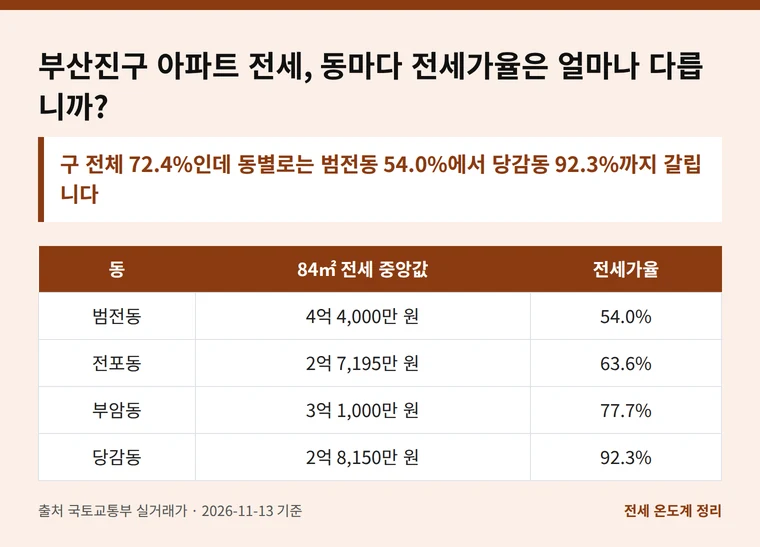 부산진구 아파트 전세, 동마다 전세가율은 얼마나 다릅
니까?
구 전체 72.4%인데 동별로는 범전동 54.0%에서 당감동 92.3%까지 갈립
니다
동 84㎡ 전세 중앙값 전세가율
범전동 4억 4,000만 원 54.0%
전포동 2억 7,195만 원 63.6%
부암동 3억 1,000만 원 77.7%
당감동 2억 8,150만 원 92.3%
출처 국토교통부 실거래가 · 2026-11-13 기준 전세 온도계 정리